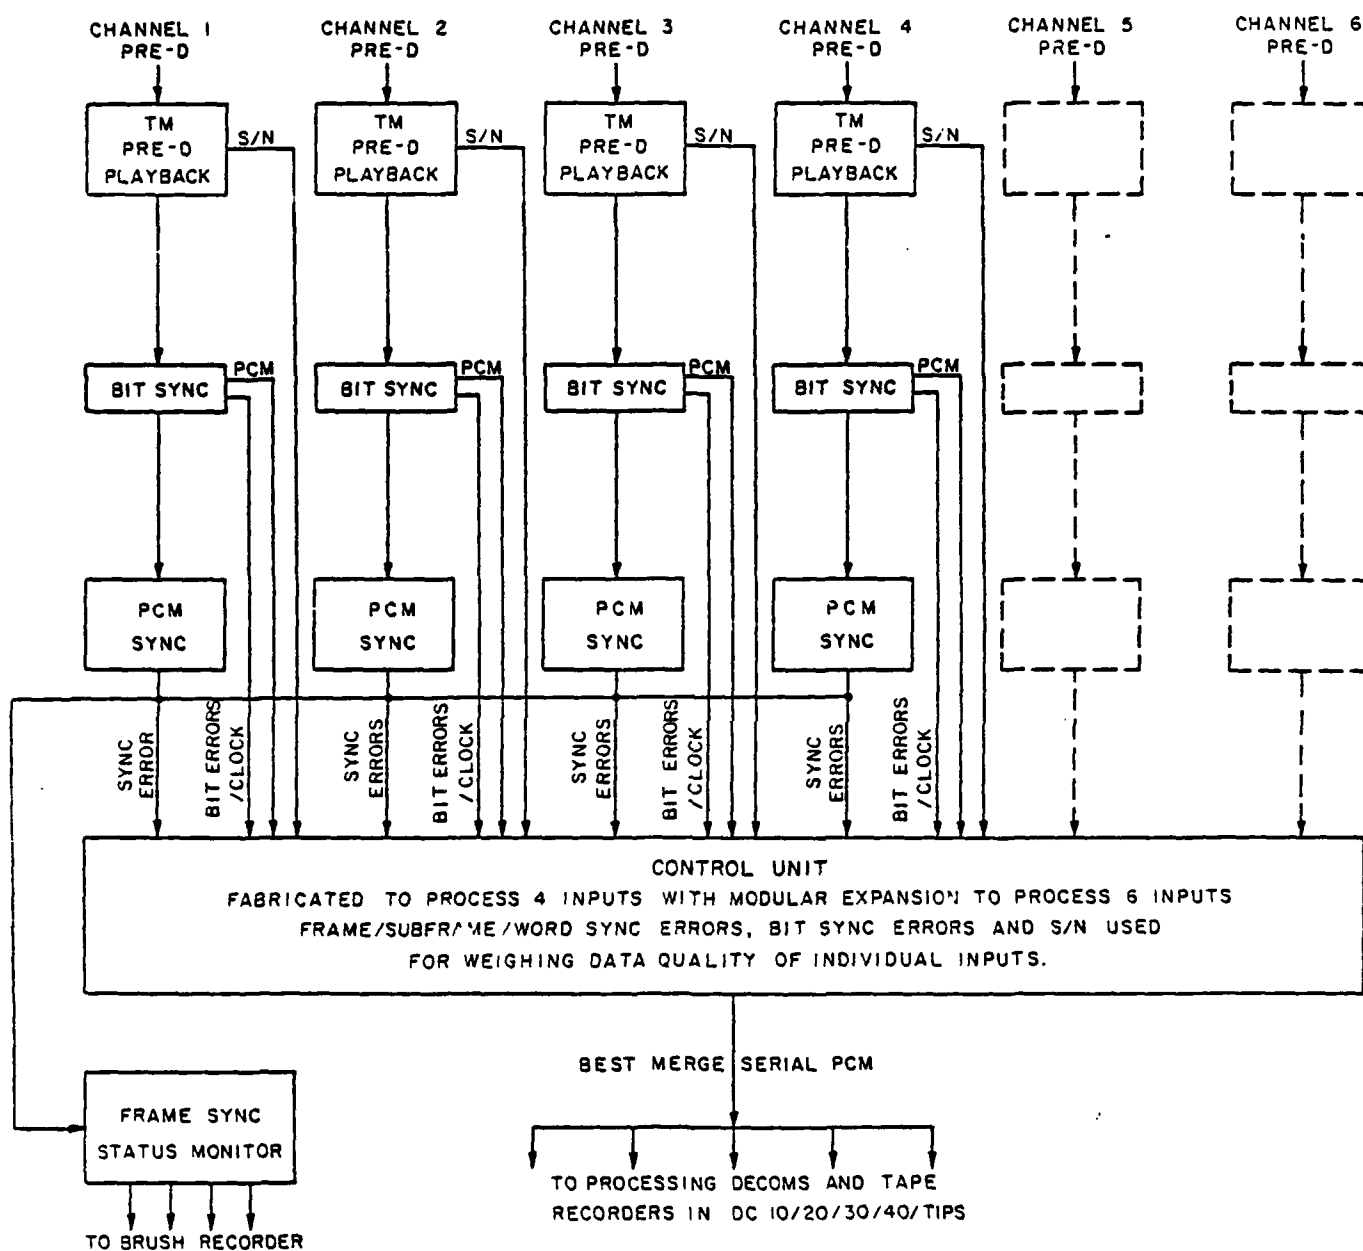 CHANNEL 1
PRE-D
CHANNEL 2
PRE-D
CHANNEL 3
PRE-D
CHANNEL 4
PRE-D
CHANNEL 5
PRE-D
CHANNEL 6
PRE-D
TM
PRE-D
PLAYBACK
S/N
TM
PRE-D
PLAYBACK
S/N
TM
PRE-D
PLAYBACK
S/N
TM
PRE-D
PLAYBACK
S/N
BIT SYNC
PCM
BIT SYNC
PCM
BIT SYNC
PCM
BIT SYNC
PCM
PCM
SYNC
PCM
SYNC
PCM
SYNC
PCM
SYNC
SYNC
ERROR
BIT ERRORS
/CLOCK
SYNC
ERRORS
BIT ERRORS
/CLOCK
SYNC
ERRORS
BIT ERRORS
/CLOCK
SYNC
ERRORS
BIT ERRORS
/CLOCK
CONTROL UNIT
FABRICATED TO PROCESS 4 INPUTS WITH MODULAR EXPANSION TO PROCESS 6 INPUTS
FRAME/SUBFRAME/WORD SYNC ERRORS, BIT SYNC ERRORS AND S/N USED
FOR WEIGHING DATA QUALITY OF INDIVIDUAL INPUTS.
BEST MERGE SERIAL PCM
FRAME SYNC
STATUS MONITOR
TO BRUSH RECORDER
TO PROCESSING DECOMS AND TAPE
RECORDERS IN DC 10/20/30/40/TIPS